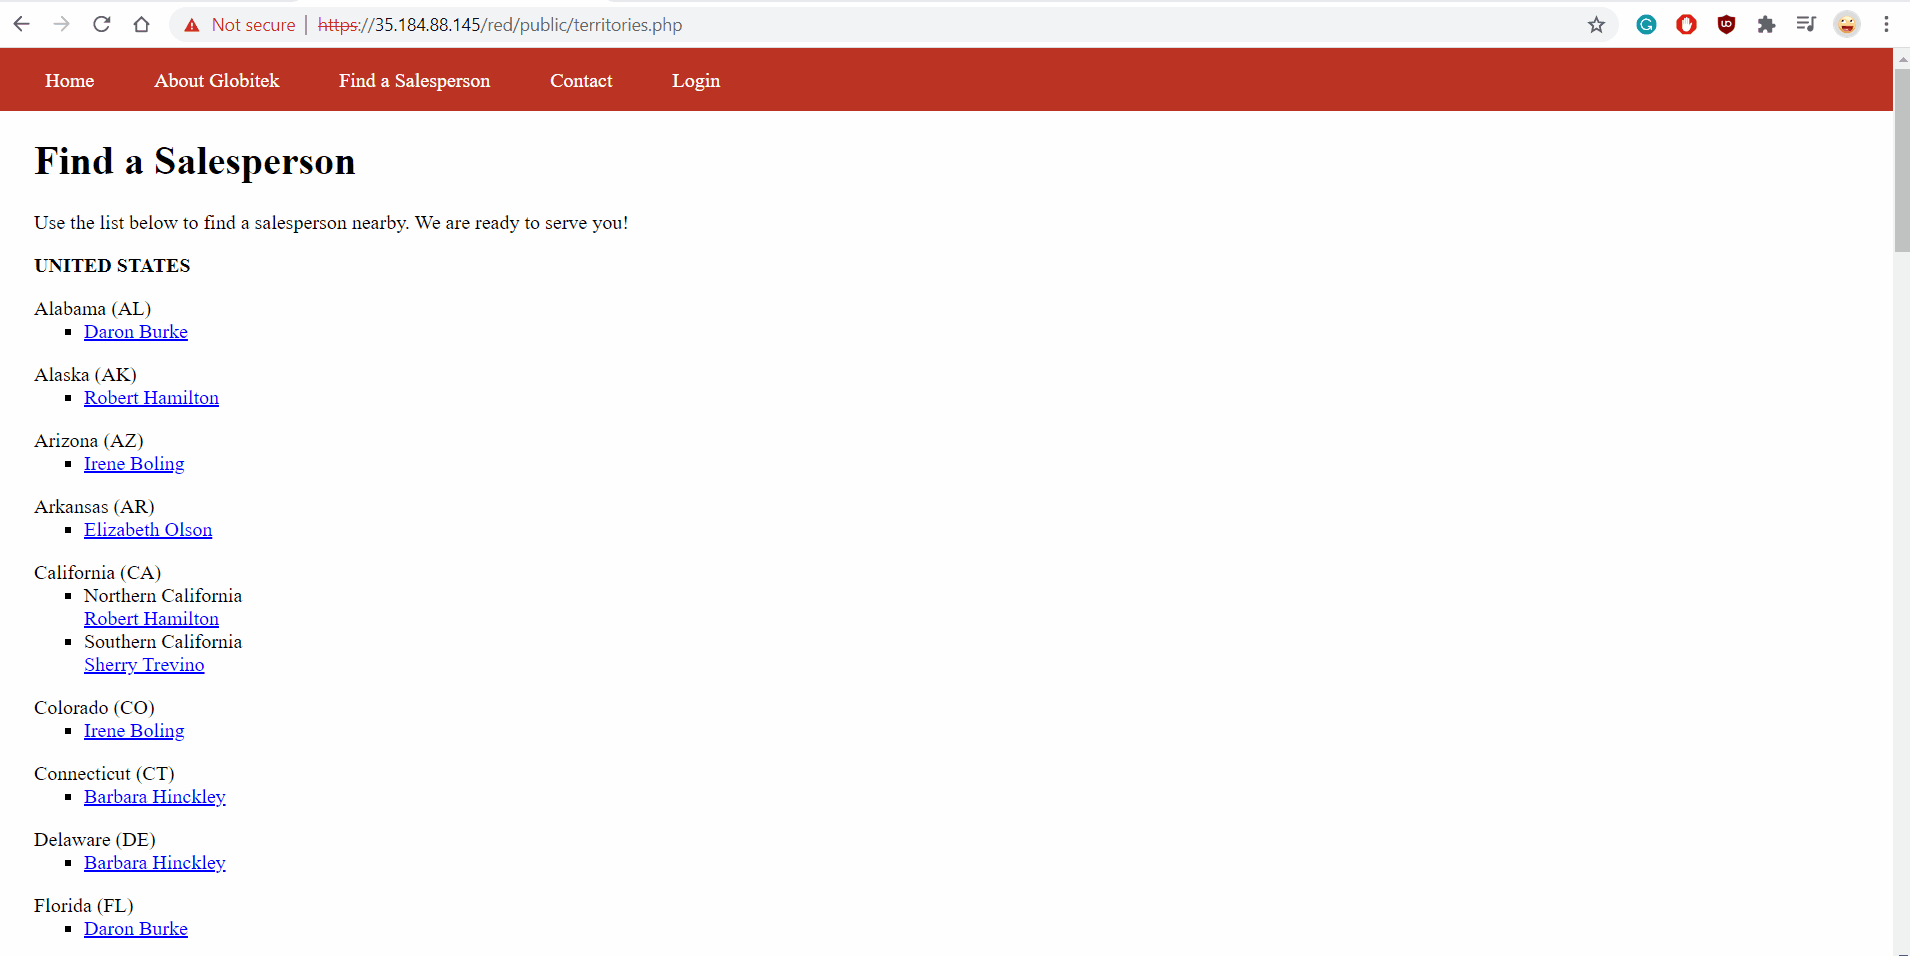 Not secure | https://35.184.88.145/red/public/territories.php
Home About Globitek Find a Salesperson Contact Login
Find a Salesperson
Use the list below to find a salesperson nearby. We are ready to serve you!
UNITED STATES
Alabama (AL)
Daron Burke
Alaska (AK)
Robert Hamilton
Arizona (AZ)
Irene Boling
Arkansas (AR)
Elizabeth Olson
California (CA)
Northern California
Robert Hamilton
Southern California
Sherry Trevino
Colorado (CO)
Irene Boling
Connecticut (CT)
Barbara Hinckley
Delaware (DE)
Barbara Hinckley
Florida (FL)
Daron Burke